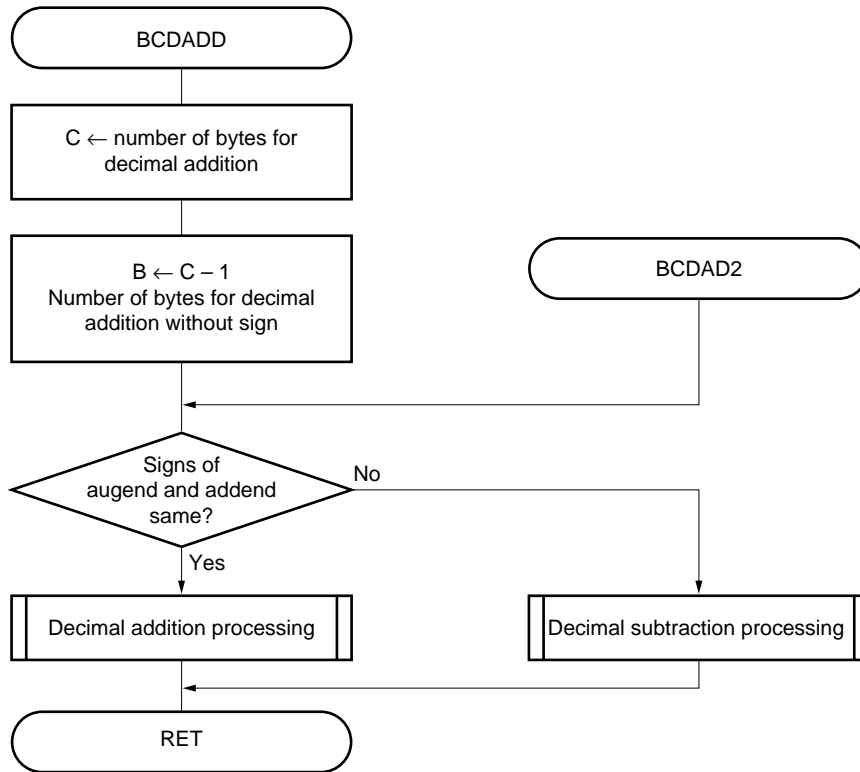 BCDADD
C ← number of bytes for
decimal addition
B ← C – 1
Number of bytes for decimal
addition without sign
BCDAD2
Signs of
augend and addend
same?
No
Yes
Decimal addition processing
Decimal subtraction processing
RET